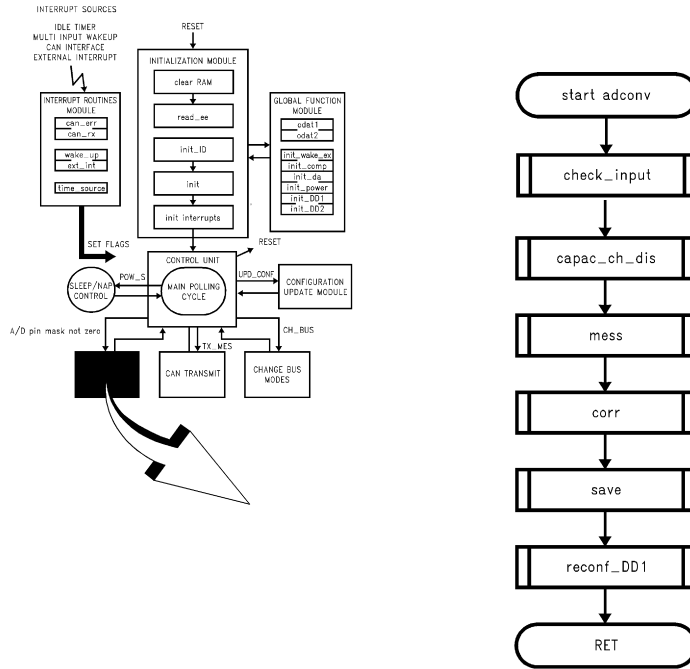 INTERRUPT SOURCES
IDLE TIMER
MULTI INPUT WAKEUP
CAN INTERFACE
EXTERNAL INTERRUPT
RESET
INITIALIZATION MODULE
clear RAM
read_ee
init_ID
init
init interrupts
INTERRUPT ROUTINES
MODULE
can_err
can_rx
wake_up
ext_int
time_source
GLOBAL FUNCTION
MODULE
odat1
odat2
init_wake_ex
init_comp
init_da
init_power
init_DD1
init_DD2
SET FLAGS
RESET
CONTROL UNIT
MAIN POLLING
CYCLE
POW_S
SLEEP/NAP
CONTROL
UPD_CONF
CONFIGURATION
UPDATE MODULE
A/D pin mask not zero
CH_BUS
TX_MES
CAN TRANSMIT
CHANGE BUS
MODES
start adconv
check_input
capac_ch_dis
mess
corr
save
reconf_DD1
RET